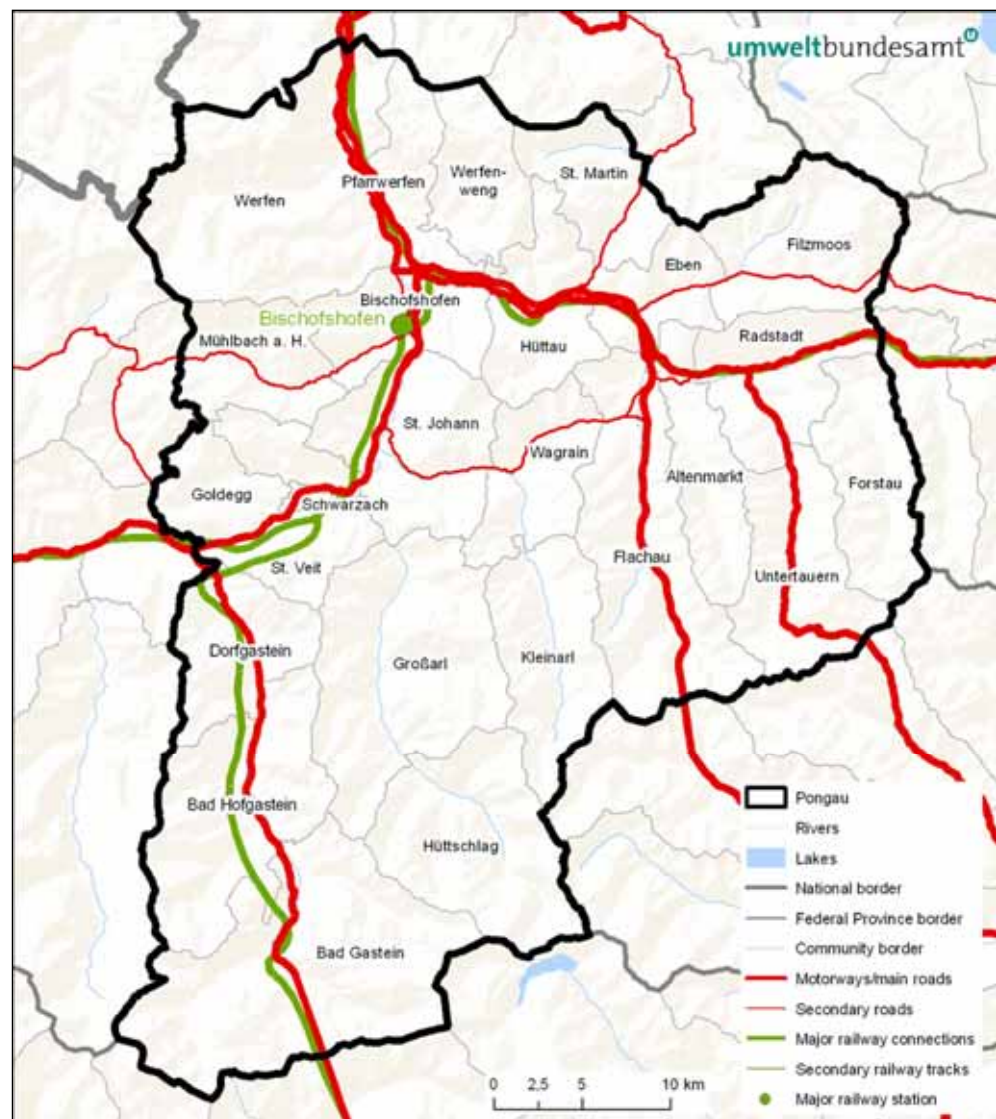 umweltbundesamt
Pfarrwerfen
Werfen-
weng
St. Martin
Werfen
Filzmoos
Eben
Bischofshofen
Bischofshofen
Mühlbach a. H.
Hüttau
Radstadt
St. Johann
Wagrain
Altenmarkt
Forstau
Goldegg
Schwarzach
St. Veit
Flachau
Untertauern
Dorfgastein
Großarl
Kleinarl
Bad Hofgastein
Hüttschlag
Bad Gastein
Pongau
Rivers
Lakes
National border
Federal Province border
Community border
Motorways/main roads
Secondary roads
Major railway connections
Secondary railway tracks
Major railway station
0 2,5 5 10 km